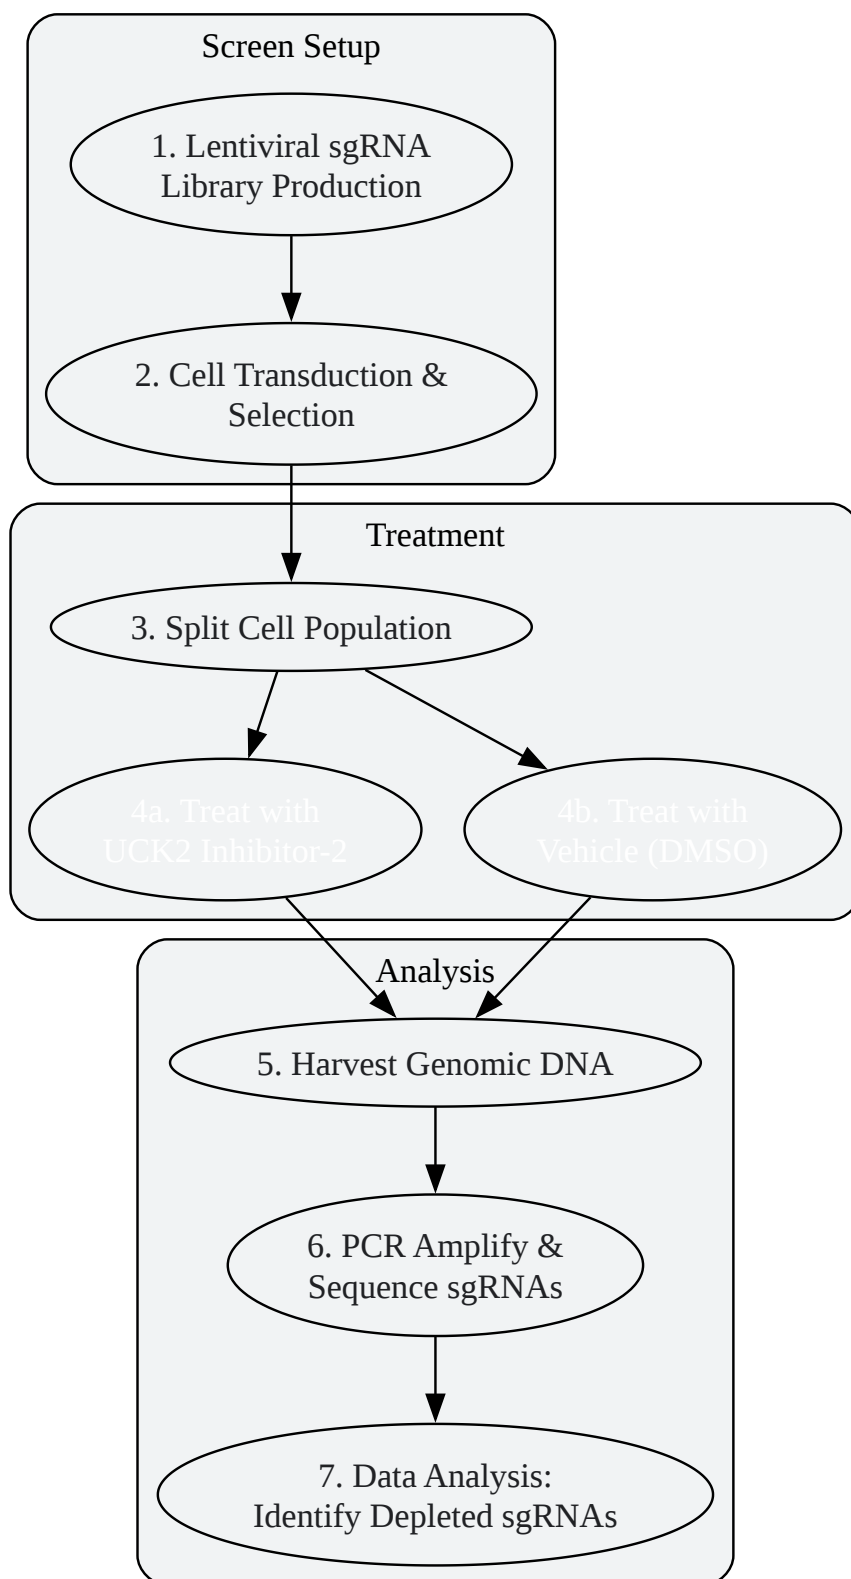 Screen Setup
1. Lentiviral sgRNA
Library Production
2. Cell Transduction &
Selection
Treatment
3. Split Cell Population
4a. Treat with
UCK2 Inhibitor-2
4b. Treat with
Vehicle (DMSO)
Analysis
5. Harvest Genomic DNA
6. PCR Amplify &
Sequence sgRNAs
7. Data Analysis:
Identify Depleted sgRNAs